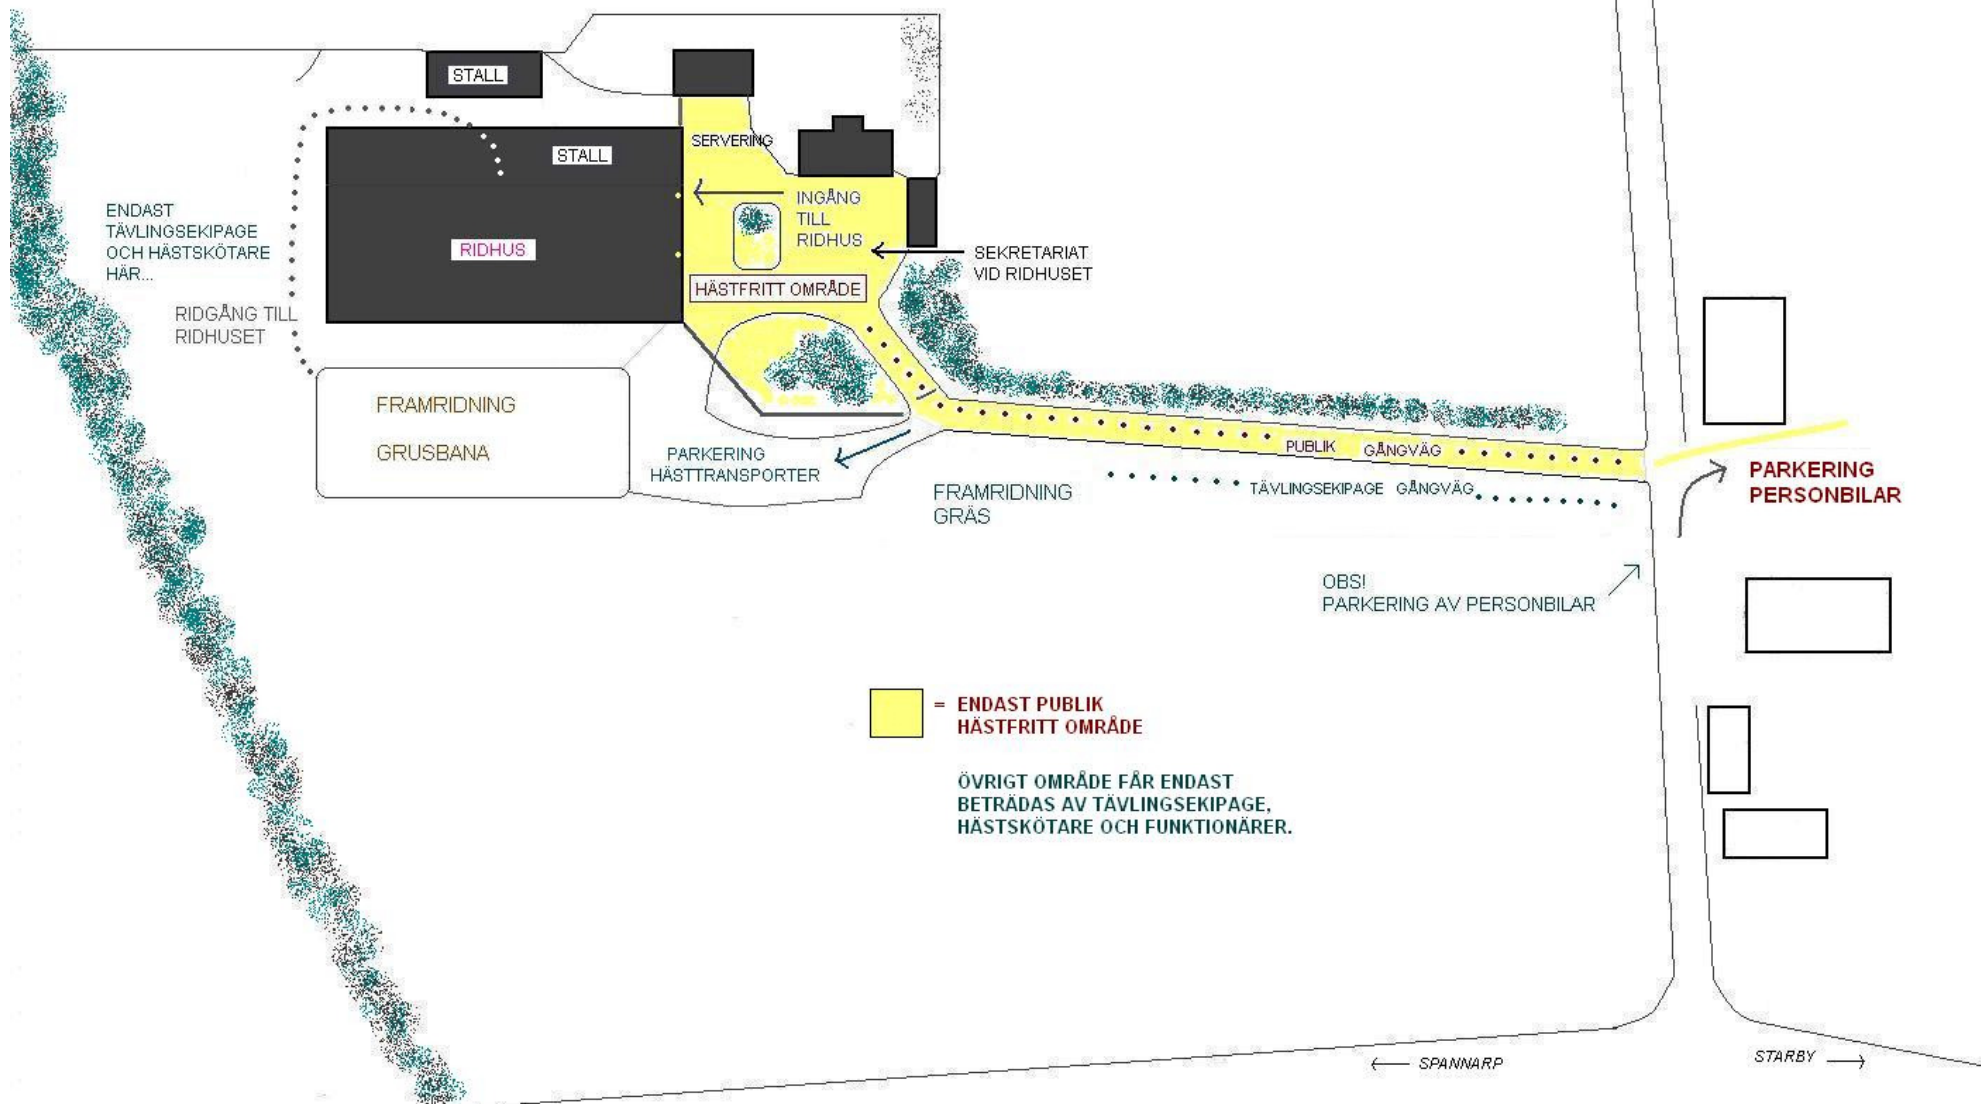 STALL
STALL
SERVERING
INGÅNG
TILL
RIDHUS
ENDAST
TÄVLINGSEKIPAGE
OCH HÄSTSKÖTARE
HÄR...
RIDHUS
SEKRETARIAT
VID RIDHUSET
HÄSTFRITT OMRÅDE
RIDGÅNG TILL
RIDHUSET
FRAMRIDNING
GRUSBANA
PARKERING
HÄSTTRANSPORTER
PUBLIK GÅNGVÄG
FRAMRIDNING
GRÄS
TÄVLINGSEKIPAGE GÅNGVÄG
PARKERING
PERSONBILAR
OBS!
PARKERING AV PERSONBILAR
= ENDAST PUBLIK
HÄSTFRITT OMRÅDE
ÖVRIGT OMRÅDE FÅR ENDAST
BETRÄDAS AV TÄVLINGSEKIPAGE,
HÄSTSKÖTARE OCH FUNKTIONÄRER.
SPANNARP
STARBY